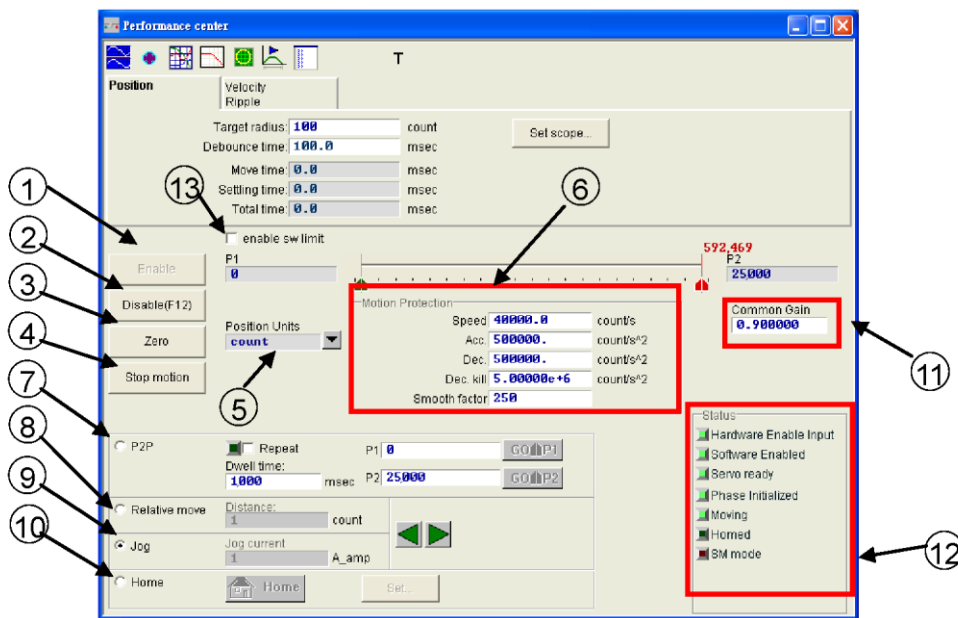 Performance center
T
Position
Velocity
Ripple
Target radius: 100 count
Set scope...
Debounce time: 100.0 msec
Move time: 0.0 msec
Settling time: 0.0 msec
Total time: 0.0 msec
1
13
6
enable sw limit
2
P1
0
592,469
P2
25,000
Enable
3
Disable(F12)
Motion Protection
Speed 40000.0 count/s
Acc. 500000. count/s^2
Dec. 500000. count/s^2
Dec. kill 5.00000e+6 count/s^2
Smooth factor 250
Common Gain
0.900000
Position Units
count
4
Zero
Stop motion
5
11
7
P2P
Repeat
P1 0
GO P1
Dwell time:
1,000 msec
P2 25,000
GO P2
8
Relative move
Distance:
1 count
9
Jog
Jog current
1 A_amp
10
Home
Home
Set...
Status
Hardware Enable Input
Software Enabled
Servo ready
Phase Initialized
Moving
Homed
SM mode
12